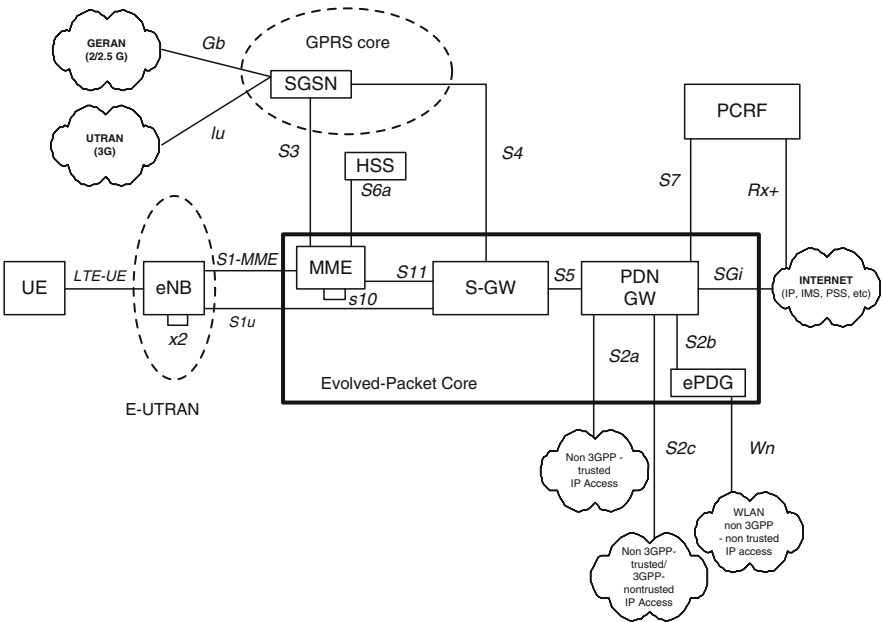 GERAN
(2/2.5 G)
Gb
GPRS core
SGSN
UTRAN
(3G)
Iu
S3
S4
HSS
S6a
PCRF
S7
Rx+
UE
LTE-UE
eNB
x2
E-UTRAN
S1-MME
S1u
MME
s10
S11
S-GW
S5
PDN
GW
SGi
INTERNET
(IP, IMS, PSS, etc)
S2a
S2b
ePDG
Evolved-Packet Core
S2c
Wn
Non 3GPP -
trusted
IP Access
WLAN
non 3GPP
- non trusted
IP access
Non 3GPP-
trusted/
3GPP-
nontrusted
IP Access